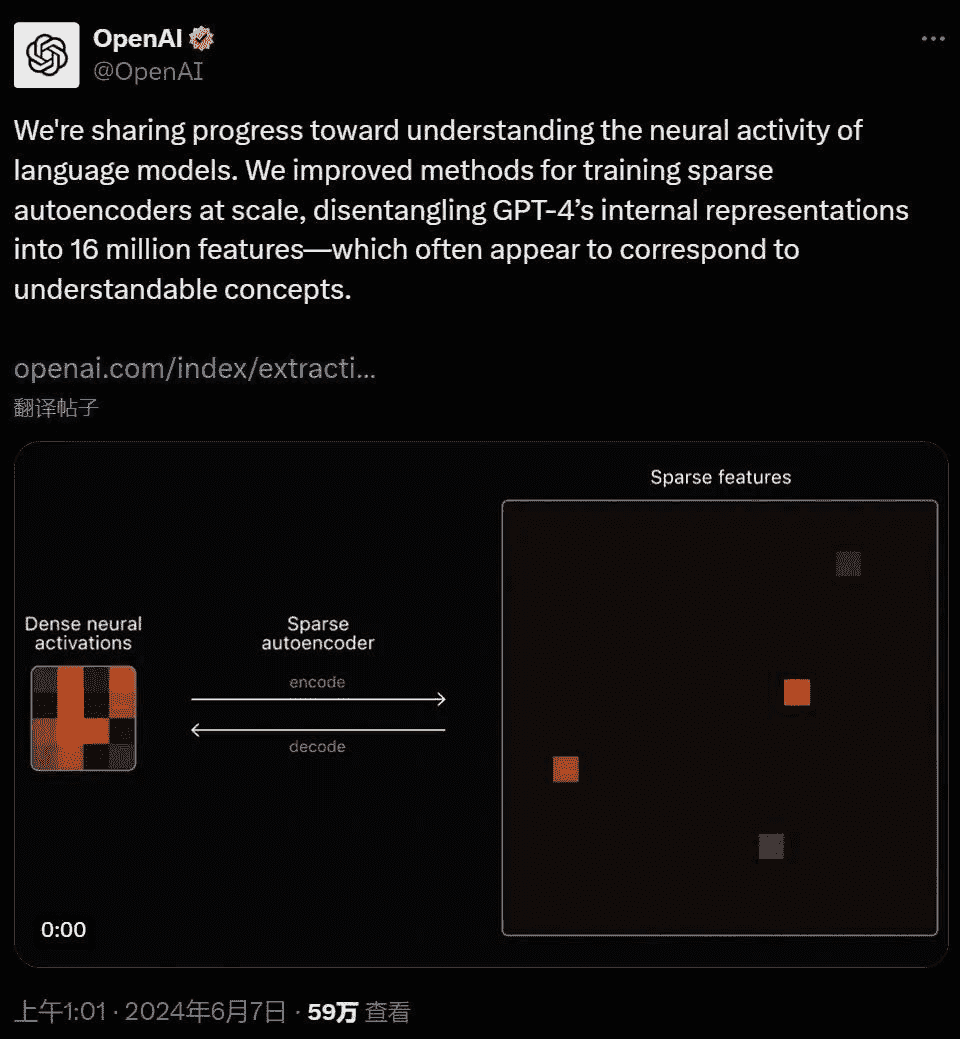 OpenAI
@OpenAI
We're sharing progress toward understanding the neural activity of
language models. We improved methods for training sparse
autoencoders at scale, disentangling GPT-4’s internal representations
into 16 million features—which often appear to correspond to
understandable concepts.
openai.com/index/extracti...
翻译帖子
Sparse features
Dense neural
activations
Sparse
autoencoder
encode
decode
0:00
上午1:01 · 2024年6月7日 · 59万 查看